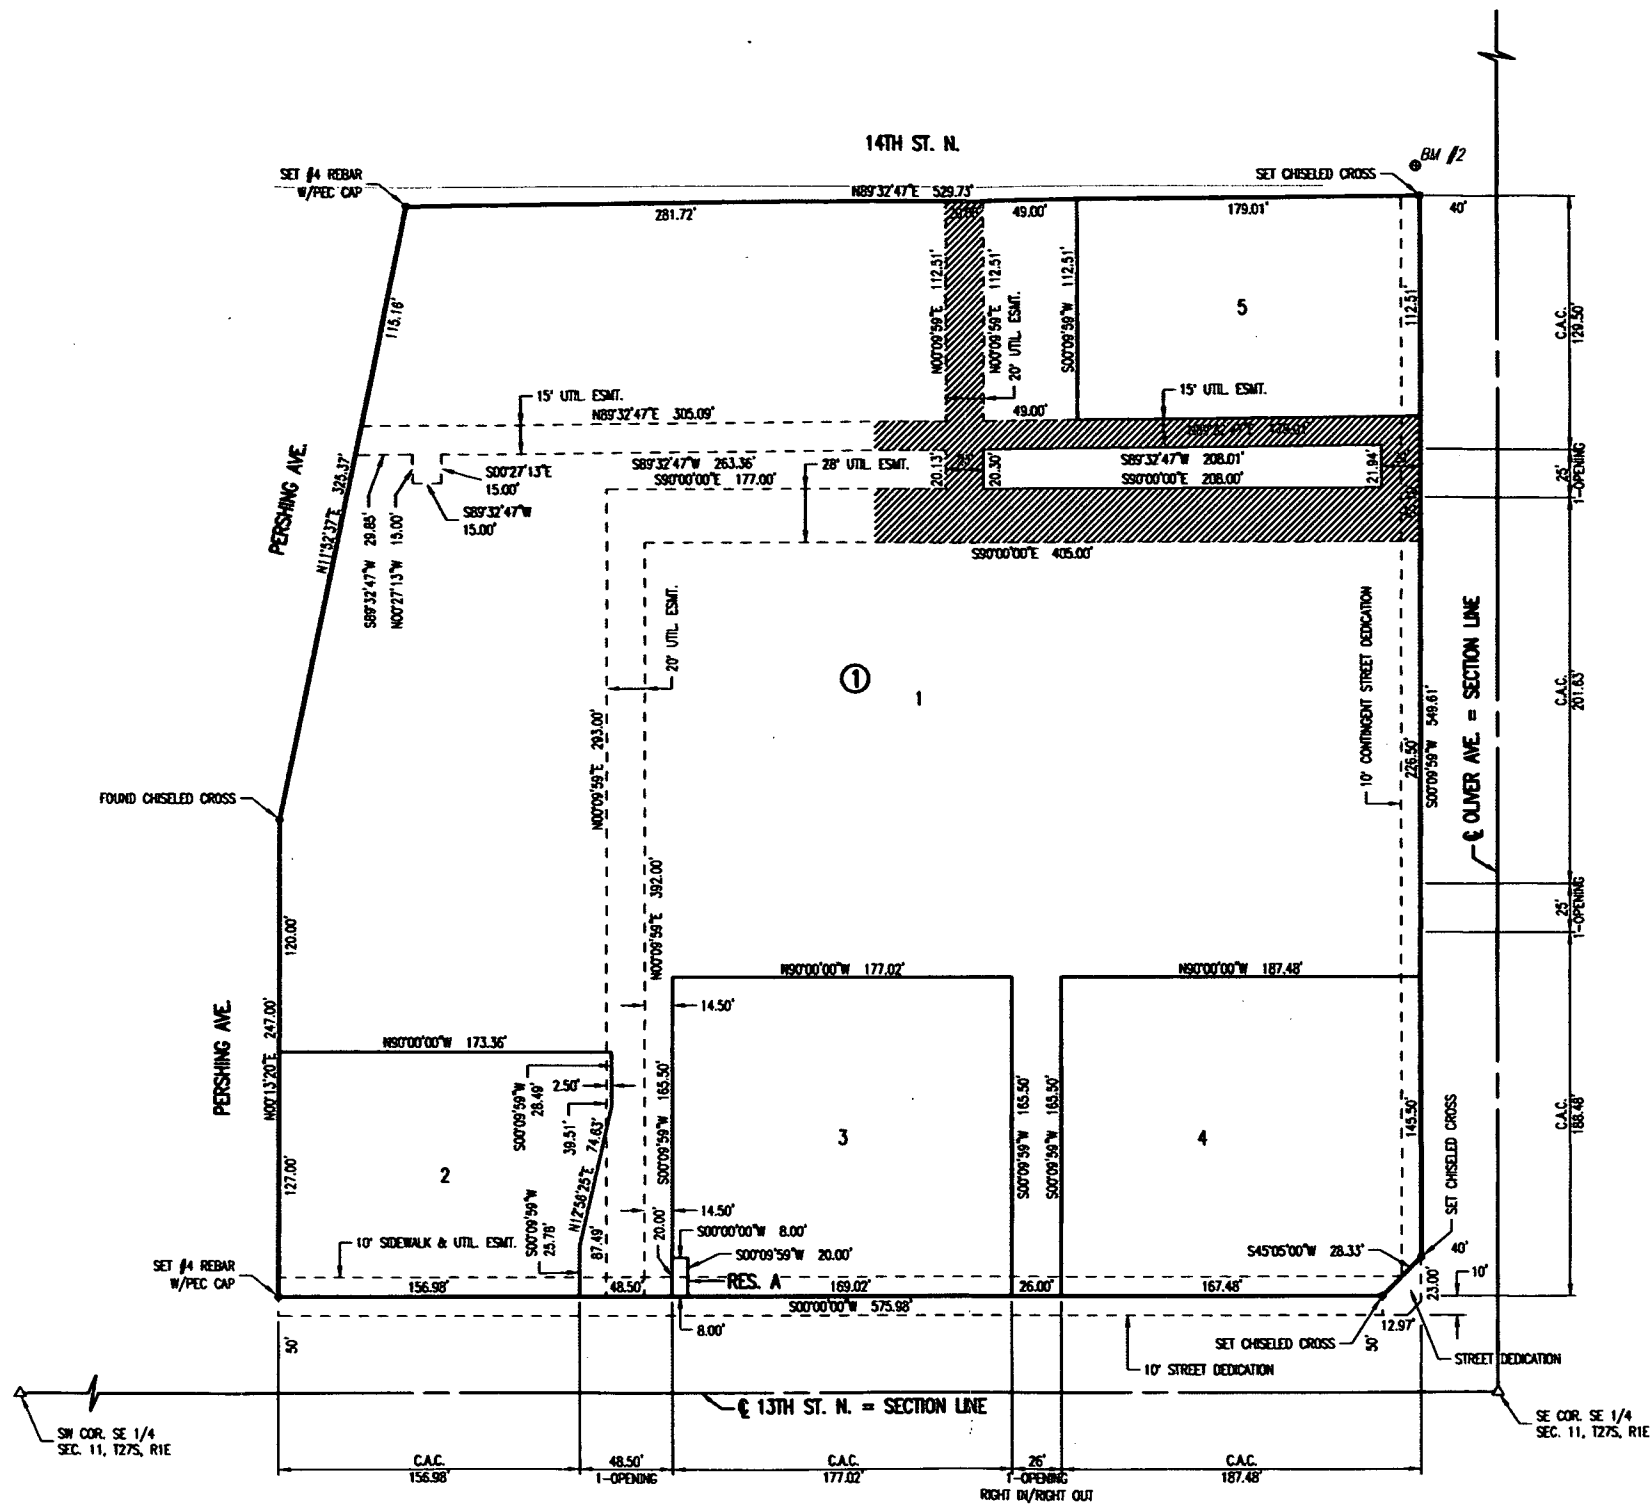 14TH ST. N.
BM #2
SET #4 REBAR
W/PEC CAP
SET CHISELED CROSS
N89°32'47"E 529.73'
281.72'
49.00'
179.01'
40'
115.16'
N00°09'59"E 112.51'
N00°09'59"E 112.51'
20' UTIL. ESMT.
S00°09'59"W 112.51'
5
112.51'
C.A.C.
129.50'
15' UTIL. ESMT.
N89°32'47"E 305.09'
49.00'
15' UTIL. ESMT.
PERSHING AVE.
N11°52'37"E 325.37'
S89°32'47"W 29.85'
N00°27'13"W 15.00'
S00°27'13"E
15.00'
S89°32'47"W
15.00'
S89°32'47"W 263.36'
S90°00'00"E 177.00'
28' UTIL. ESMT.
20.13'
20.30'
S89°32'47"W 208.01'
S90°00'00"E 208.00'
21.94'
25'
1-OPENING
S90°00'00"E 405.00'
20' UTIL. ESMT.
1
1
10' CONTINGENT STREET DEDICATION
226.50'
S00°09'59"W 549.61'
℄ OLIVER AVE. = SECTION LINE
C.A.C.
201.63'
N00°09'59"E 293.00'
FOUND CHISELED CROSS
N00°09'59"E 392.00'
25'
1-OPENING
120.00'
N90°00'00"W 177.02'
N90°00'00"W 187.48'
14.50'
PERSHING AVE.
N00°13'20"E 247.00'
N90°00'00"W 173.36'
S00°09'59"W
28.49'
2.50'
39.51'
N12°58'25"E 74.63'
S00°09'59"W 165.50'
S00°09'59"W 165.50'
S00°09'59"W 165.50'
145.50'
SET CHISELED CROSS
C.A.C.
188.48'
3
4
2
127.00'
S00°09'59"W
25.78'
87.49'
14.50'
20.00'
S00°00'00"W 8.00'
S00°09'59"W 20.00'
RES. A
10' SIDEWALK & UTIL. ESMT.
SET #4 REBAR
W/PEC CAP
S45°05'00"W 28.33'
40'
10'
23.00'
156.98'
48.50'
169.02'
26.00'
167.48'
S00°00'00"W 575.98'
8.00'
12.97'
50'
SET CHISELED CROSS
50'
STREET DEDICATION
10' STREET DEDICATION
℄ 13TH ST. N. = SECTION LINE
SW COR. SE 1/4
SEC. 11, T27S, R1E
SE COR. SE 1/4
SEC. 11, T27S, R1E
C.A.C.
156.98'
48.50'
1-OPENING
C.A.C.
177.02'
26'
1-OPENING
RIGHT IN/RIGHT OUT
C.A.C.
187.48'